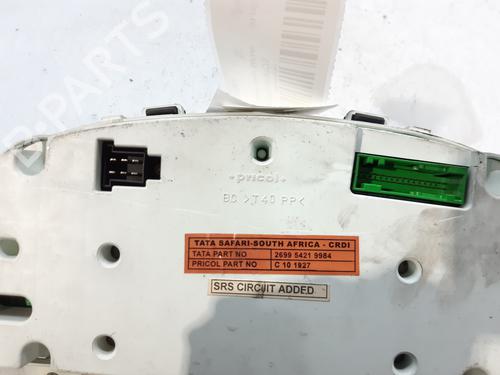 B-PARTS
•pricol•
BC >T40 PP<
TATA SAFARI-SOUTH AFRICA - CRDI
TATA PART NO 2699 5421 9984
PRICOL PART NO C 10 1927
SRS CIRCUIT ADDED